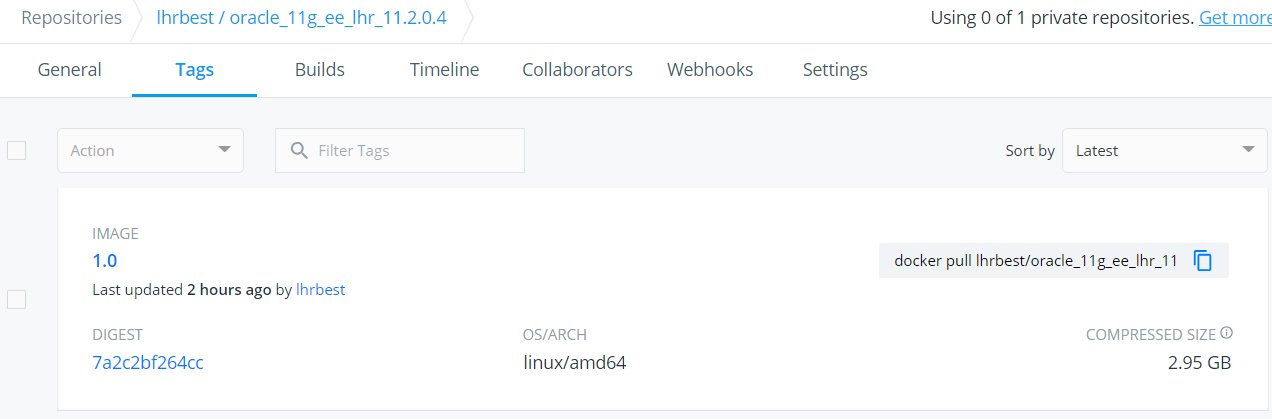 Repositories lhrbest / oracle_11g_ee_lhr_11.2.0.4 Using 0 of 1 private repositories. Get more
General Tags Builds Timeline Collaborators Webhooks Settings
Action Filter Tags Sort by Latest
IMAGE
1.0
docker pull lhrbest/oracle_11g_ee_lhr_11
Last updated 2 hours ago by lhrbest
DIGEST OS/ARCH COMPRESSED SIZE
7a2c2bf264cc linux/amd64 2.95 GB